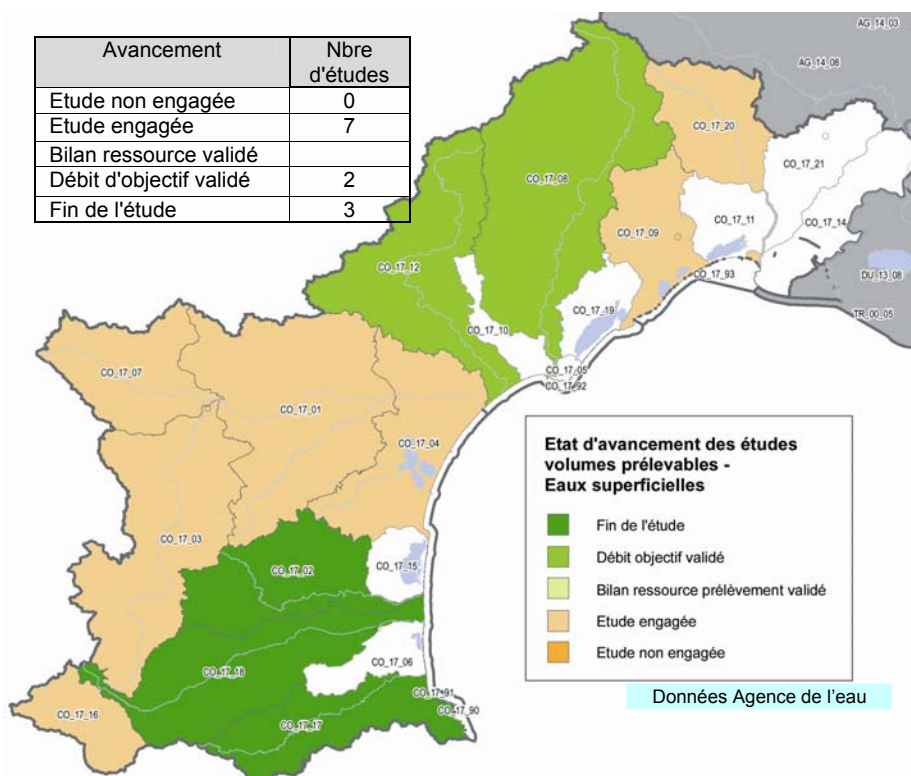 Avancement Nbre
d'études
Etude non engagée 0
Etude engagée 7
Bilan ressource validé
Débit d'objectif validé 2
Fin de l'étude 3
AG_14_03
AG_14_08
CO_17_20
CO_17_21
CO_17_08
CO_17_11
CO_17_14
CO_17_09
CO_17_12
CO_17_93
DU_13_08
CO_17_19
TR_00_05
CO_17_10
CO_17_05
CO_17_92
CO_17_07
CO_17_01
CO_17_04
CO_17_03
CO_17_02
CO_17_15
CO_17_06
CO_17_18
CO_17_91
CO_17_90
CO_17_16
CO_17_17
Etat d'avancement des études
volumes prélevables -
Eaux superficielles
Fin de l'étude
Débit objectif validé
Bilan ressource prélèvement validé
Etude engagée
Etude non engagée
Données Agence de l'eau